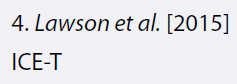 4. Lawson et al. [2015]
ICE-T